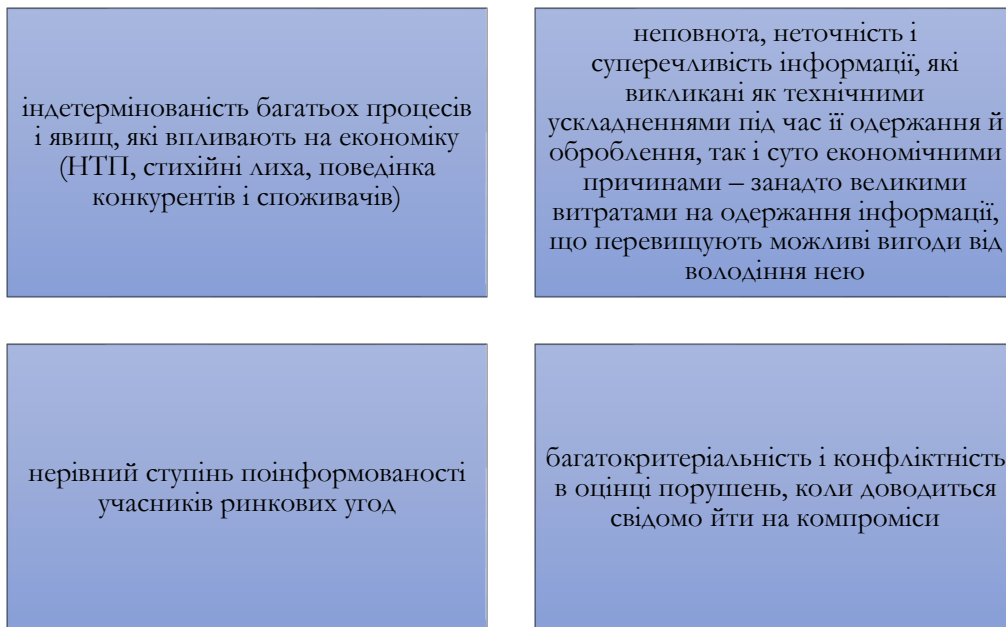 індетермінованість багатьох процесів
і явищ, які впливають на економіку
(НТП, стихійні лиха, поведінка
конкурентів і споживачів)
неповнота, неточність і
суперечливість інформації, які
викликані як технічними
ускладненнями під час її одержання й
оброблення, так і суто економічними
причинами – занадто великими
витратами на одержання інформації,
що перевищують можливі вигоди від
володіння нею
нерівний ступінь поінформованості
учасників ринкових угод
багатокритеріальність і конфліктність
в оцінці порушень, коли доводиться
свідомо йти на компроміси